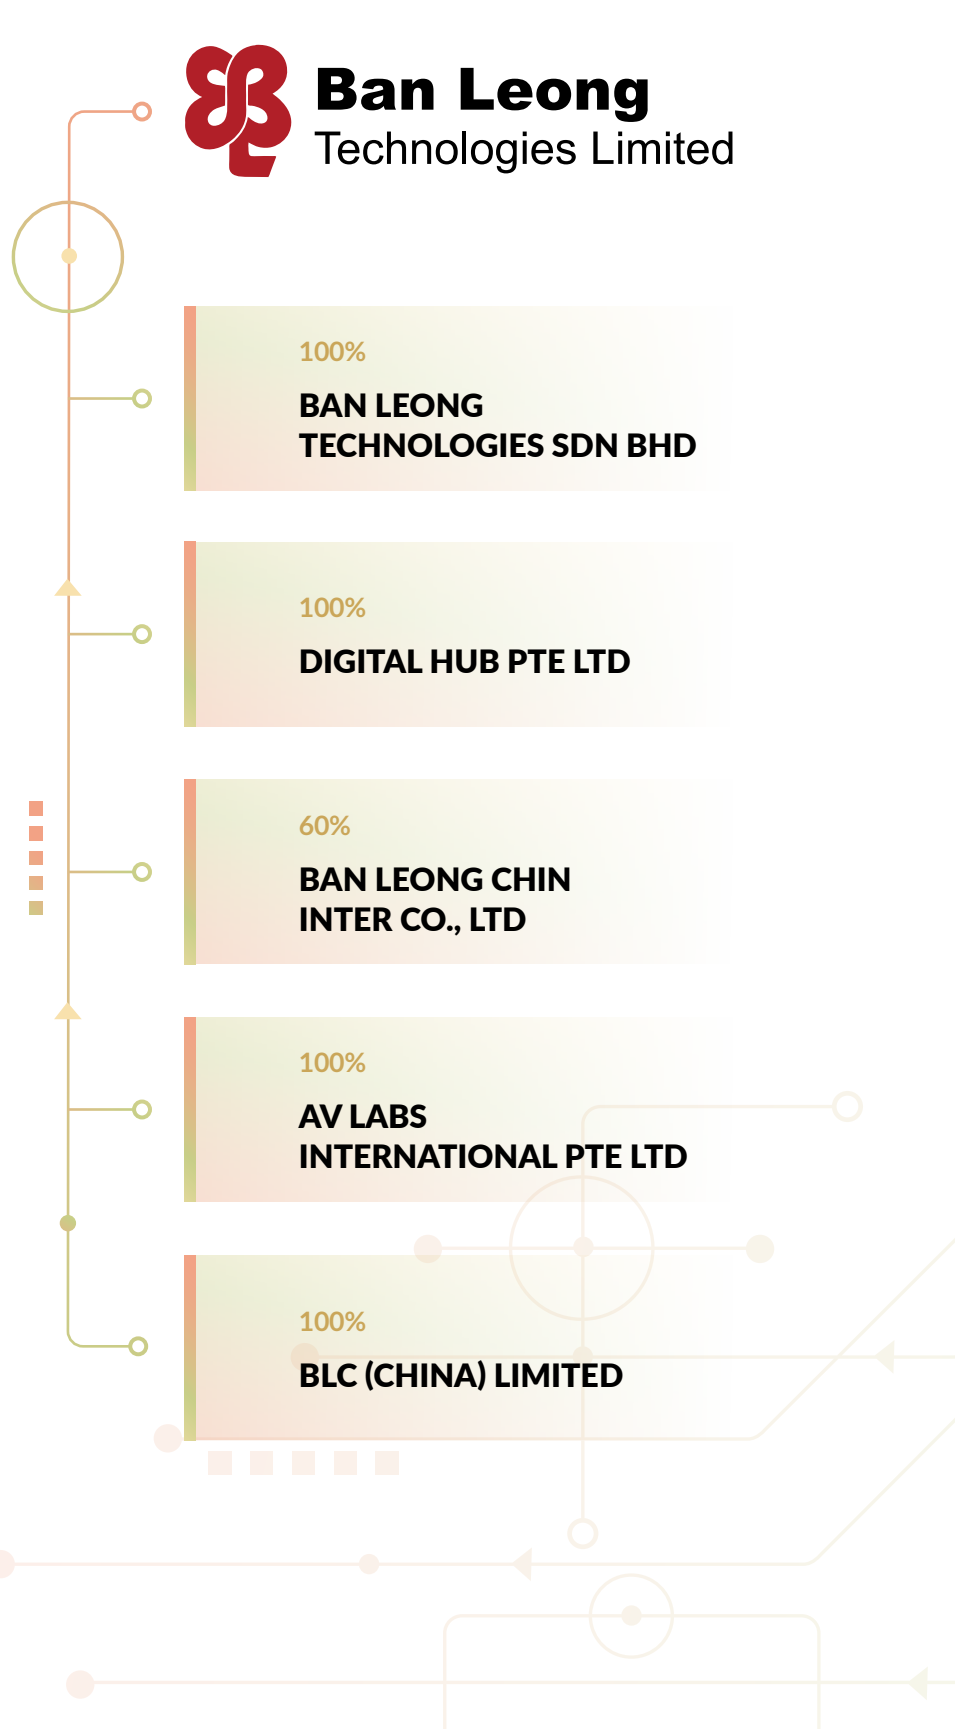 Ban Leong
Technologies Limited
100%
BAN LEONG
TECHNOLOGIES SDN BHD
100%
DIGITAL HUB PTE LTD
60%
BAN LEONG CHIN
INTER CO., LTD
100%
AV LABS
INTERNATIONAL PTE LTD
100%
BLC (CHINA) LIMITED